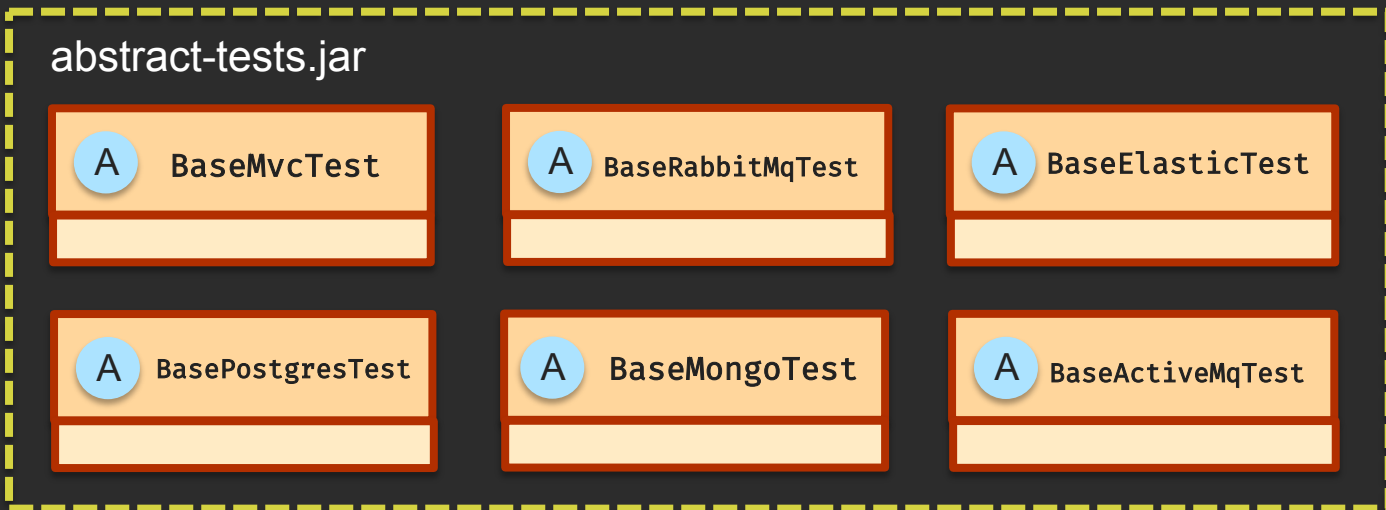 abstract-tests.jar
A BaseMvcTest
A BaseRabbitMqTest
A BaseElasticTest
A BasePostgresTest
A BaseMongoTest
A BaseActiveMqTest